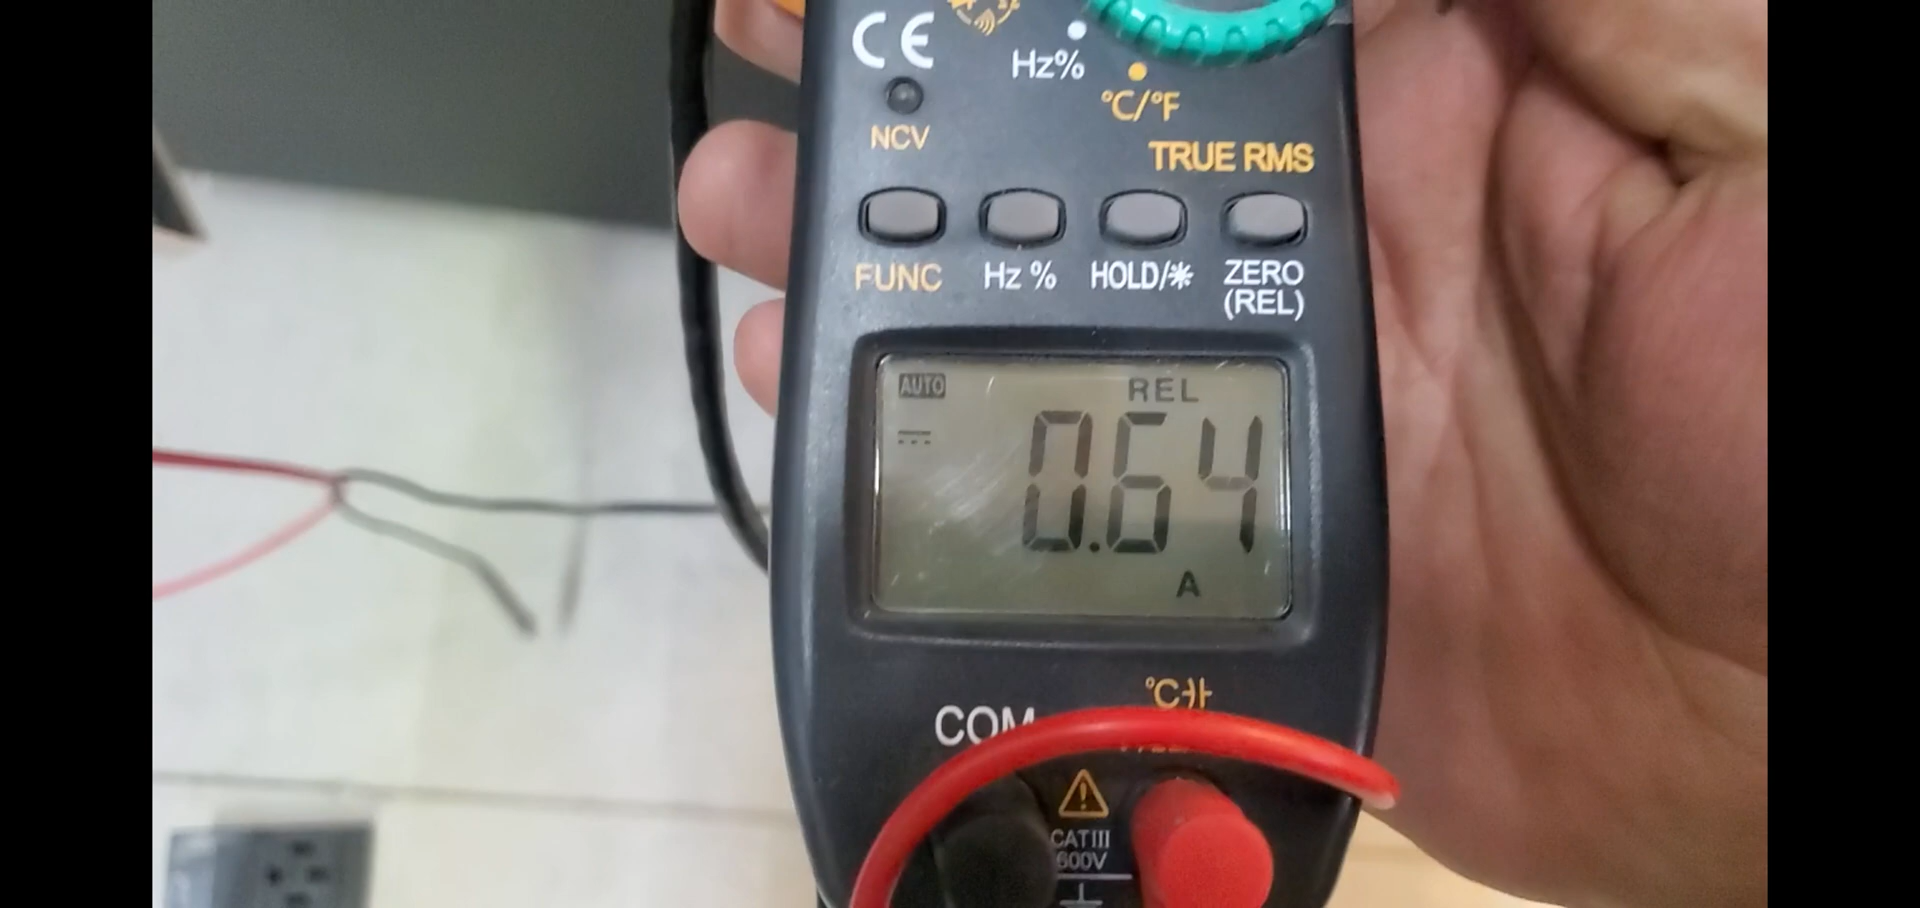 CE
Hz%
°C/°F
NCV
TRUE RMS
FUNC
Hz %
HOLD/☀
ZERO
(REL)
AUTO
REL
0.64
A
°C
COM
CAT III
600V